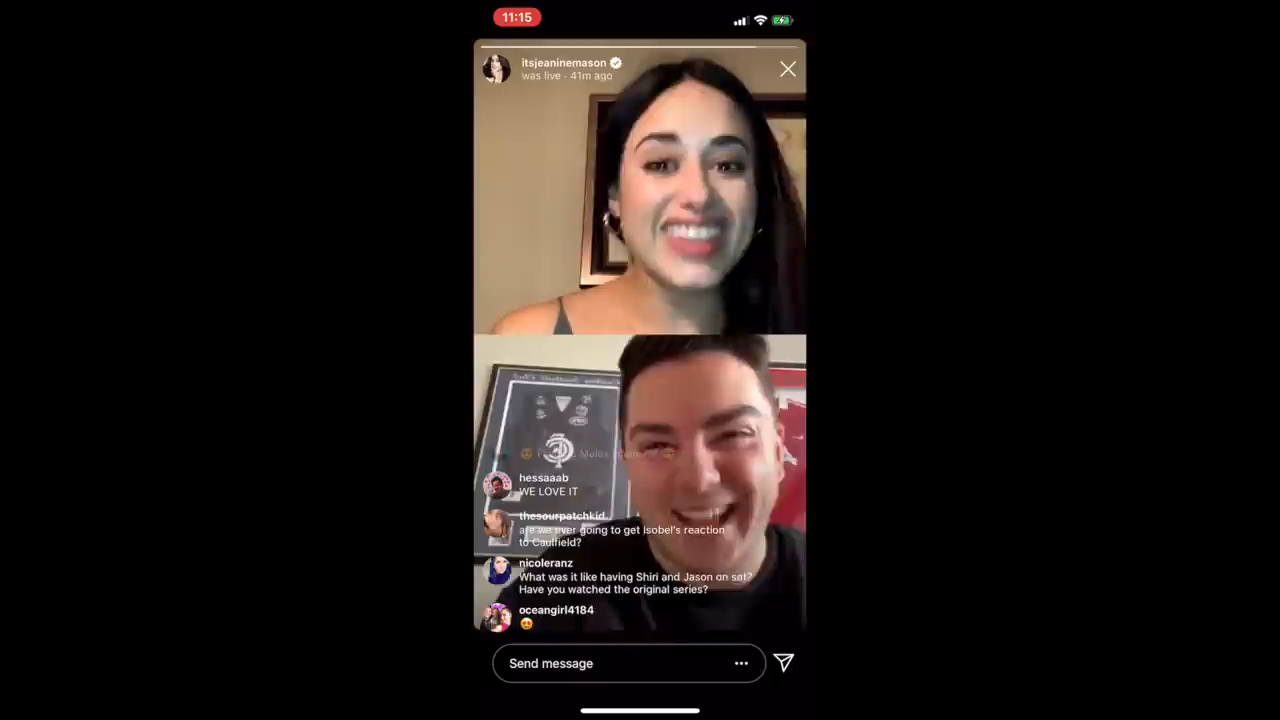 11:15
itsjeaninemason
was live · 41m ago
hessaaab
WE LOVE IT
thesourpatchkid.
are we ever going to get Isobel's reaction
to Caulfield?
nicoleranz
What was it like having Shiri and Jason on set?
Have you watched the original series?
oceangirl4184
😍
Send message